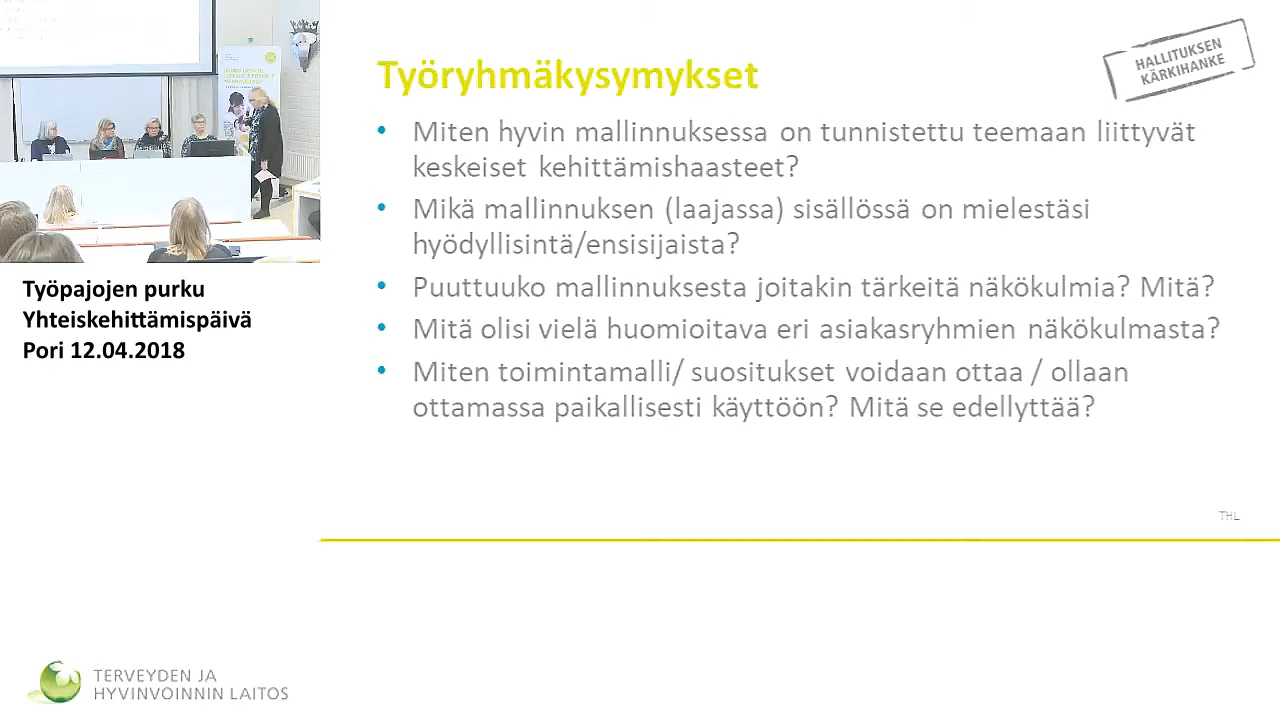 Työryhmäkysymykset
HALLITUKSEN
KÄRKIHANKE
• Miten hyvin mallinnuksessa on tunnistettu teemaan liittyvät
keskeiset kehittämishaasteet?
• Mikä mallinnuksen (laajassa) sisällössä on mielestäsi
hyödyllisintä/ensisijaista?
• Puuttuuko mallinnuksesta joitakin tärkeitä näkökulmia? Mitä?
• Mitä olisi vielä huomioitava eri asiakasryhmien näkökulmasta?
• Miten toimintamalli/ suositukset voidaan ottaa / ollaan
ottamassa paikallisesti käyttöön? Mitä se edellyttää?
THL
Työpajojen purku
Yhteiskehittämispäivä
Pori 12.04.2018
TERVEYDEN JA
HYVINVOINNIN LAITOS